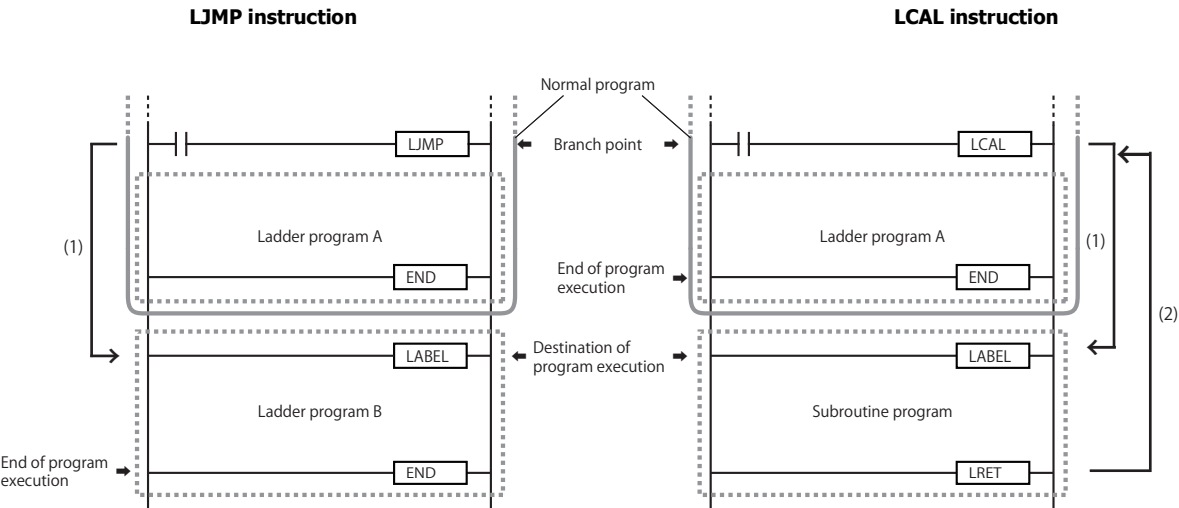 LJMP instruction
LCAL instruction
Normal program
LJMP
Branch point
LCAL
(1)
Ladder program A
END
End of program
execution
Ladder program A
END
(1)
(2)
LABEL
Destination of
program execution
LABEL
Ladder program B
Subroutine program
End of program
execution
END
LRET